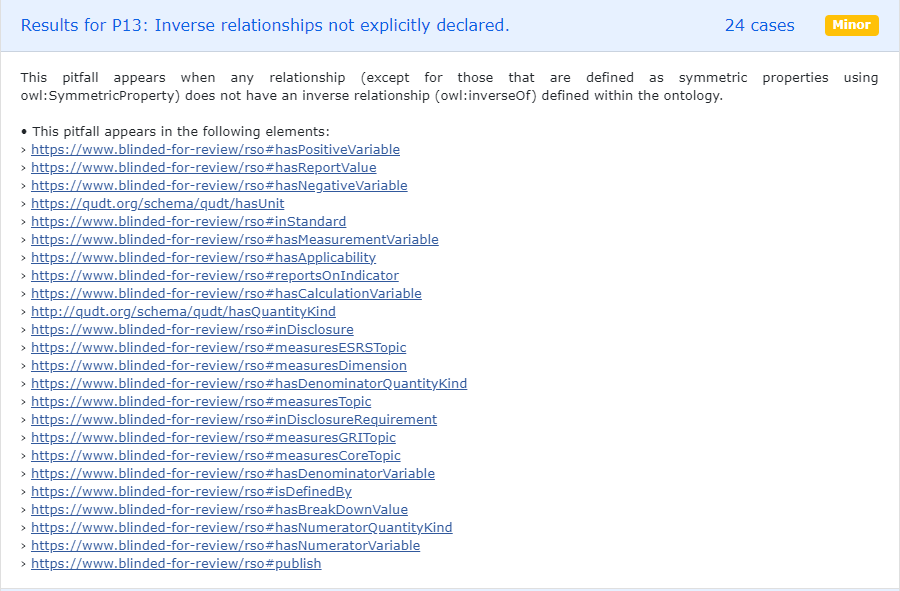 Results for P13: Inverse relationships not explicitly declared. 24 cases Minor
This pitfall appears when any relationship (except for those that are defined as symmetric properties using
owl:SymmetricProperty) does not have an inverse relationship (owl:inverseOf) defined within the ontology.
• This pitfall appears in the following elements:
› https://www.blinded-for-review/rso#hasPositiveVariable
› https://www.blinded-for-review/rso#hasReportValue
› https://www.blinded-for-review/rso#hasNegativeVariable
› https://qudt.org/schema/qudt/hasUnit
› https://www.blinded-for-review/rso#inStandard
› https://www.blinded-for-review/rso#hasMeasurementVariable
› https://www.blinded-for-review/rso#hasApplicability
› https://www.blinded-for-review/rso#reportsOnIndicator
› https://www.blinded-for-review/rso#hasCalculationVariable
› http://qudt.org/schema/qudt/hasQuantityKind
› https://www.blinded-for-review/rso#inDisclosure
› https://www.blinded-for-review/rso#measuresESRSTopic
› https://www.blinded-for-review/rso#measuresDimension
› https://www.blinded-for-review/rso#hasDenominatorQuantityKind
› https://www.blinded-for-review/rso#measuresTopic
› https://www.blinded-for-review/rso#inDisclosureRequirement
› https://www.blinded-for-review/rso#measuresGRITopic
› https://www.blinded-for-review/rso#measuresCoreTopic
› https://www.blinded-for-review/rso#hasDenominatorVariable
› https://www.blinded-for-review/rso#isDefinedBy
› https://www.blinded-for-review/rso#hasBreakDownValue
› https://www.blinded-for-review/rso#hasNumeratorQuantityKind
› https://www.blinded-for-review/rso#hasNumeratorVariable
› https://www.blinded-for-review/rso#publish